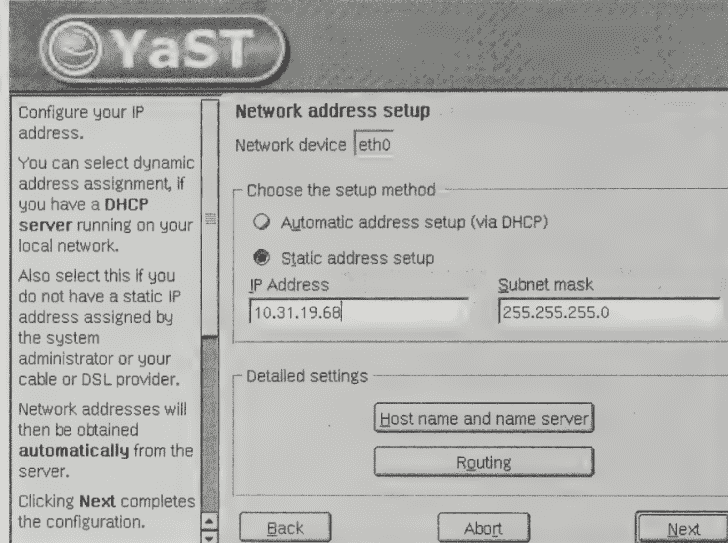 YaST
Configure your IP
address.
You can select dynamic
address assignment, if
you have a DHCP
server running on your
local network.
Also select this if you
do not have a static IP
address assigned by
the system
administrator or your
cable or DSL provider.
Network addresses will
then be obtained
automatically from the
server.
Clicking Next completes
the configuration.
Network address setup
Network device eth0
Choose the setup method
Automatic address setup (via DHCP)
Static address setup
IP Address Subnet mask
10.31.19.68 255.255.255.0
Detailed settings
Host name and name server
Routing
Back Abort Next